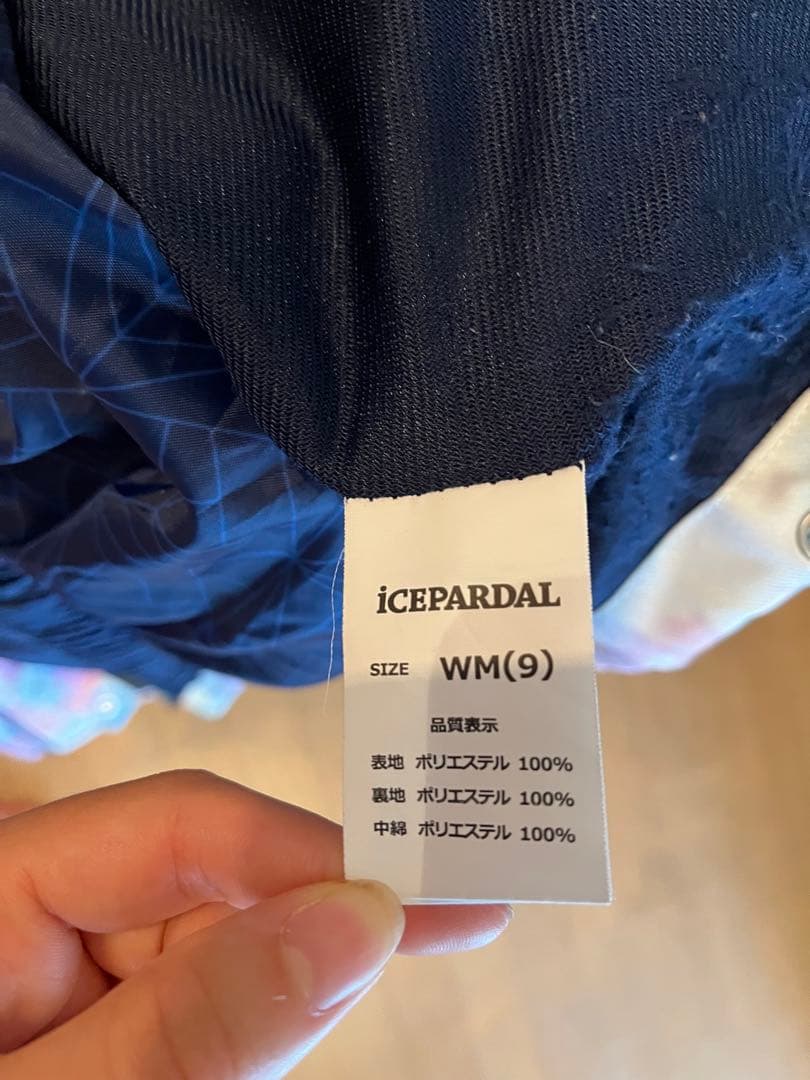 iCEPARDAL
SIZE WM(9)
品質表示
表地 ポリエステル 100%
裏地 ポリエステル 100%
中綿 ポリエステル 100%